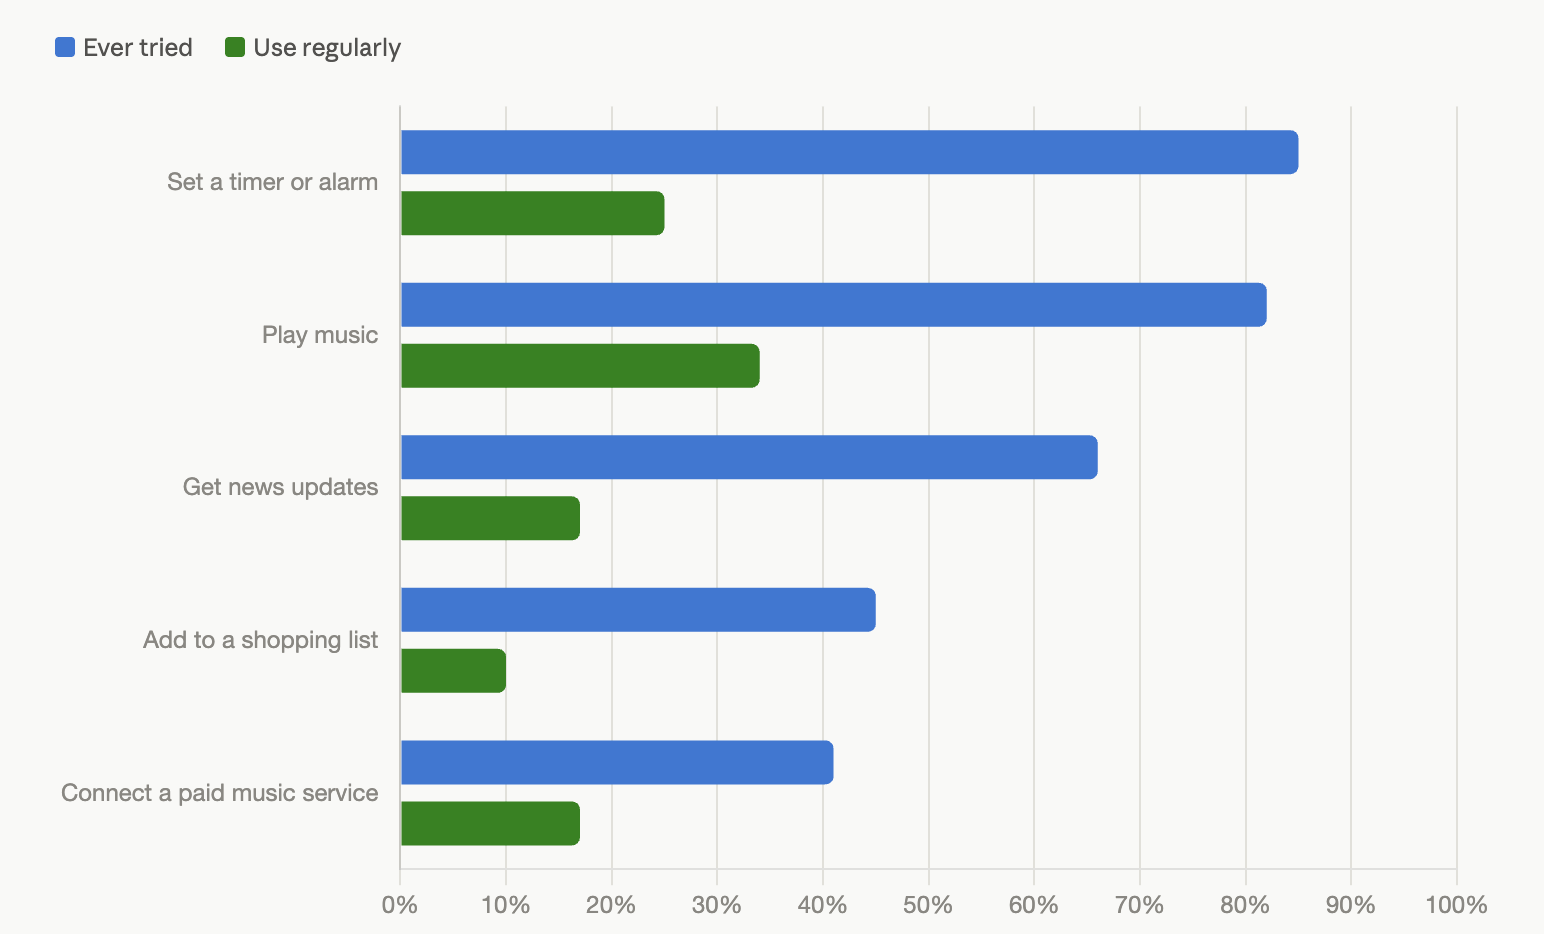 Ever tried Use regularly
Set a timer or alarm
Play music
Get news updates
Add to a shopping list
Connect a paid music service
0% 10% 20% 30% 40% 50% 60% 70% 80% 90% 100%